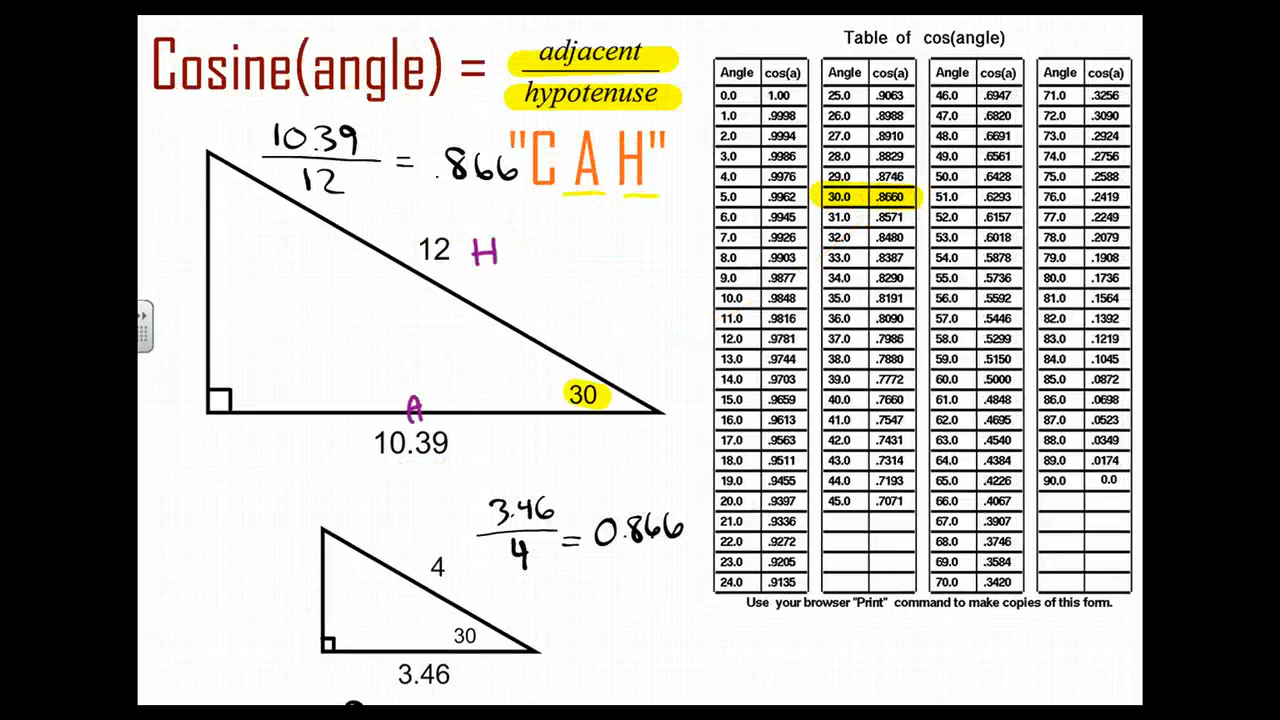 Cosine(angle) = adjacent
hypotenuse
"CAH"
10.39
12
= .866
12 H
30
A
10.39
3.46
4
= 0.866
4
30
3.46
Table of cos(angle)
Angle cos(a) Angle cos(a) Angle cos(a) Angle cos(a)
0.0 1.00 25.0 .9063 46.0 .6947 71.0 .3256
1.0 .9998 26.0 .8988 47.0 .6820 72.0 .3090
2.0 .9994 27.0 .8910 48.0 .6691 73.0 .2924
3.0 .9986 28.0 .8829 49.0 .6561 74.0 .2756
4.0 .9976 29.0 .8746 50.0 .6428 75.0 .2588
5.0 .9962 30.0 .8660 51.0 .6293 76.0 .2419
6.0 .9945 31.0 .8571 52.0 .6157 77.0 .2249
7.0 .9926 32.0 .8480 53.0 .6018 78.0 .2079
8.0 .9903 33.0 .8387 54.0 .5878 79.0 .1908
9.0 .9877 34.0 .8290 55.0 .5736 80.0 .1736
10.0 .9848 35.0 .8191 56.0 .5592 81.0 .1564
11.0 .9816 36.0 .8090 57.0 .5446 82.0 .1392
12.0 .9781 37.0 .7986 58.0 .5299 83.0 .1219
13.0 .9744 38.0 .7880 59.0 .5150 84.0 .1045
14.0 .9703 39.0 .7772 60.0 .5000 85.0 .0872
15.0 .9659 40.0 .7660 61.0 .4848 86.0 .0698
16.0 .9613 41.0 .7547 62.0 .4695 87.0 .0523
17.0 .9563 42.0 .7431 63.0 .4540 88.0 .0349
18.0 .9511 43.0 .7314 64.0 .4384 89.0 .0174
19.0 .9455 44.0 .7193 65.0 .4226 90.0 0.0
20.0 .9397 45.0 .7071 66.0 .4067
21.0 .9336 67.0 .3907
22.0 .9272 68.0 .3746
23.0 .9205 69.0 .3584
24.0 .9135 70.0 .3420
Use your browser "Print" command to make copies of this form.